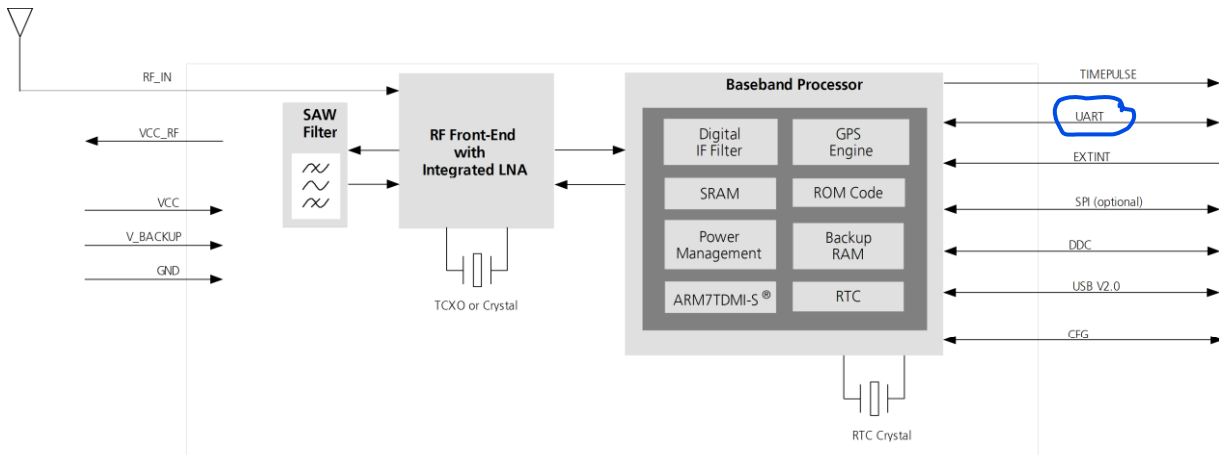 RF_IN
VCC_RF
VCC
V_BACKUP
GND
SAW
Filter
RF Front-End
with
Integrated LNA
TCXO or Crystal
Baseband Processor
Digital
IF Filter
GPS
Engine
SRAM
ROM Code
Power
Management
Backup
RAM
ARM7TDMI-S ®
RTC
RTC Crystal
TIMEPULSE
UART
EXTINT
SPI (optional)
DDC
USB V2.0
CFG